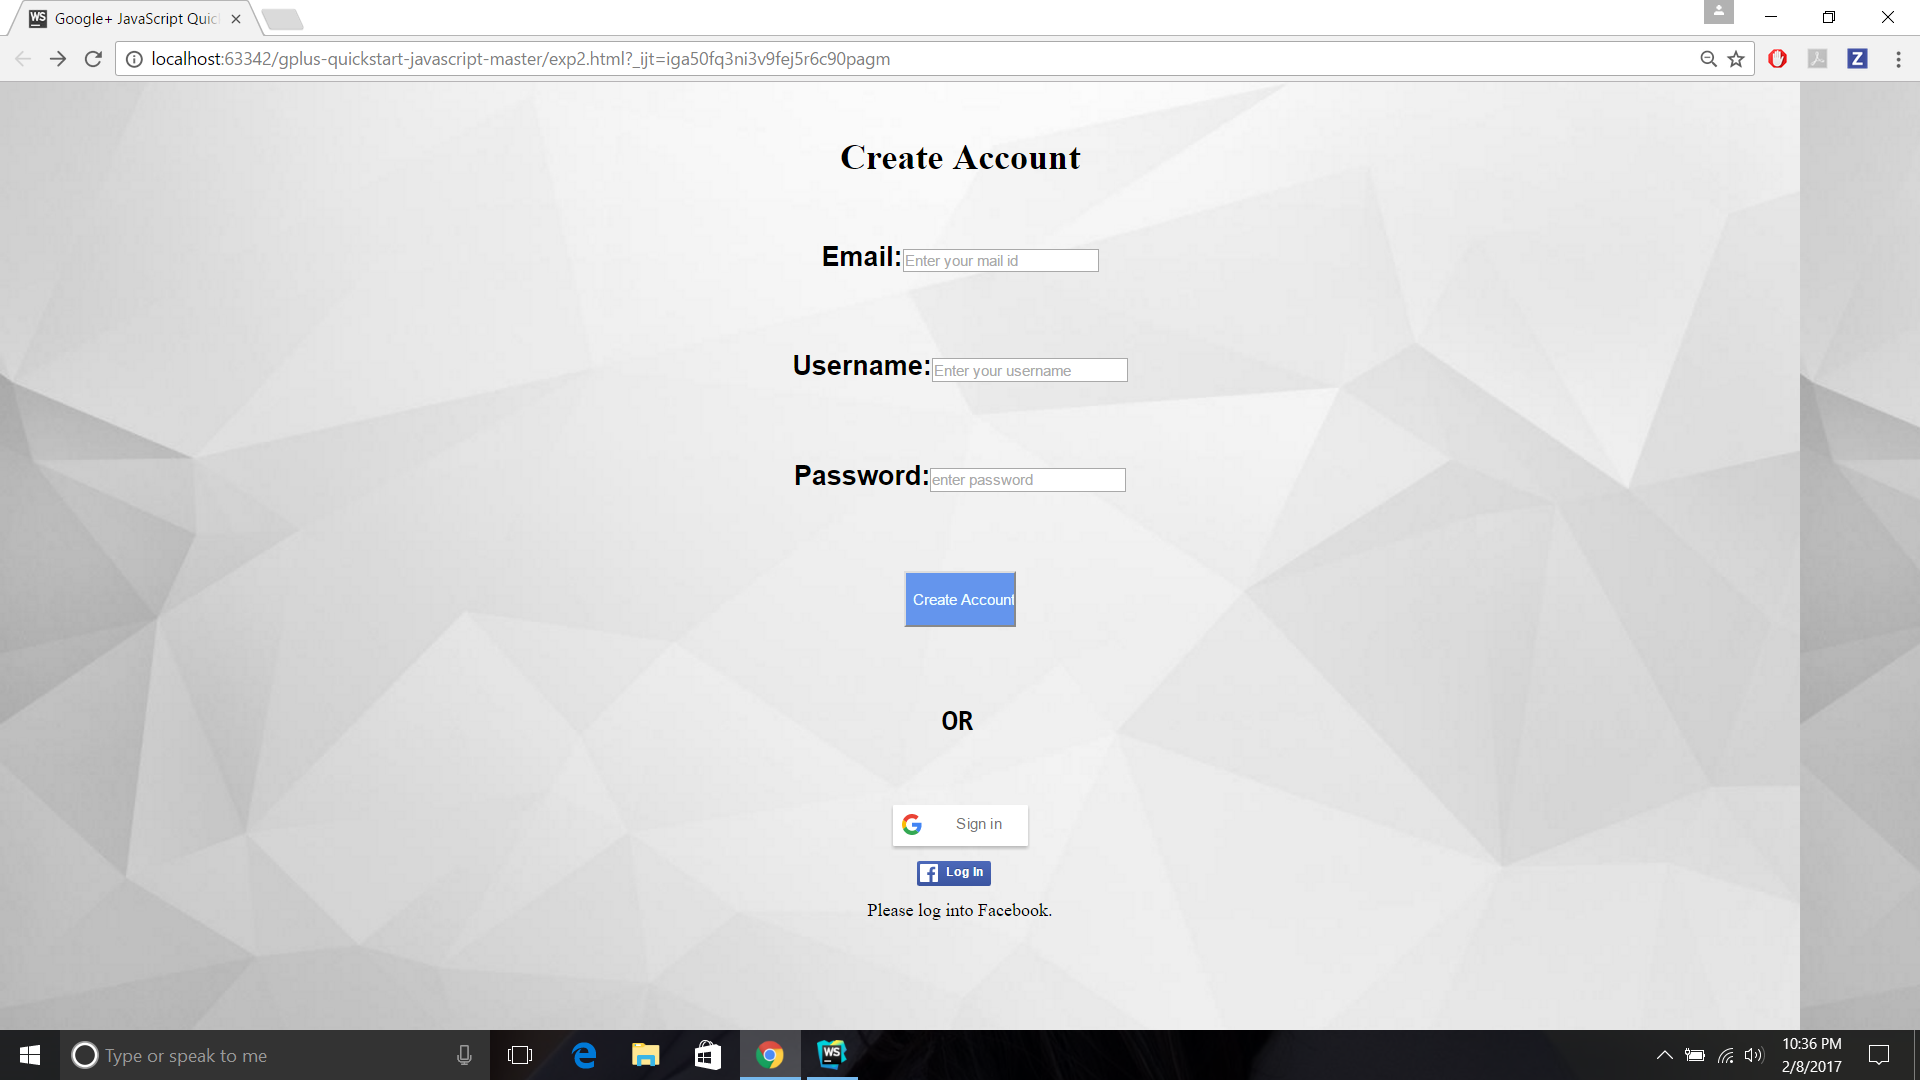 WS Google+ JavaScript Quic
localhost:63342/gplus-quickstart-javascript-master/exp2.html?_ijt=iga50fq3ni3v9fej5r6c90pagm
Z
Create Account
Email: Enter your mail id
Username: Enter your username
Password: enter password
Create Account
OR
G Sign in
f Log In
Please log into Facebook.
Type or speak to me
WS
10:36 PM
2/8/2017